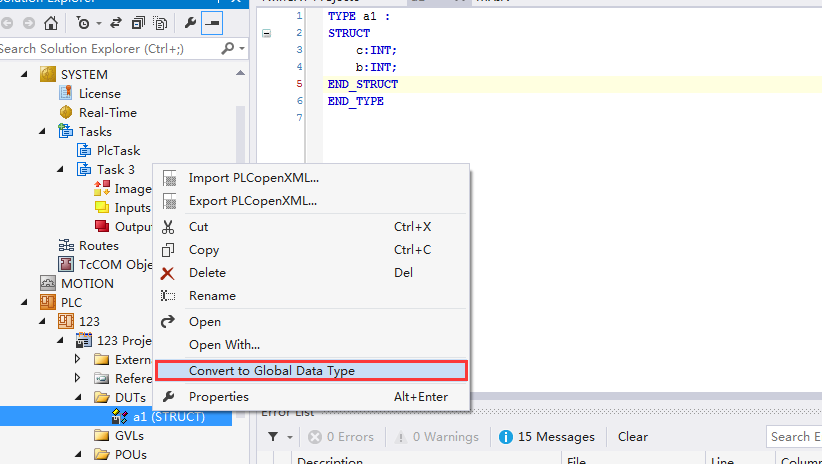 Solution Explorer
Search Solution Explorer (Ctrl+;)
SYSTEM
License
Real-Time
Tasks
PlcTask
Task 3
Image
Inputs
Outpu
Routes
TcCOM Obje
MOTION
PLC
123
123 Proje
Extern
Refere
DUTs
a1 (STRUCT)
GVLs
POUs
Import PLCopenXML...
Export PLCopenXML...
Cut Ctrl+X
Copy Ctrl+C
Delete Del
Rename
Open
Open With...
Convert to Global Data Type
Properties Alt+Enter
1 TYPE a1 :
2 STRUCT
3 c:INT;
4 b:INT;
5 END_STRUCT
6 END_TYPE
7
Error List
0 Errors 0 Warnings 15 Messages Clear Search E
Description File Line Column